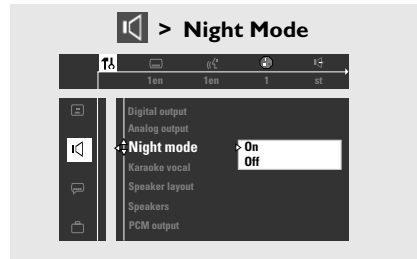 > Night Mode
1en 1en 1 st
Digital output
Analog output
Night mode
On
Off
Karaoke vocal
Speaker layout
Speakers
PCM output